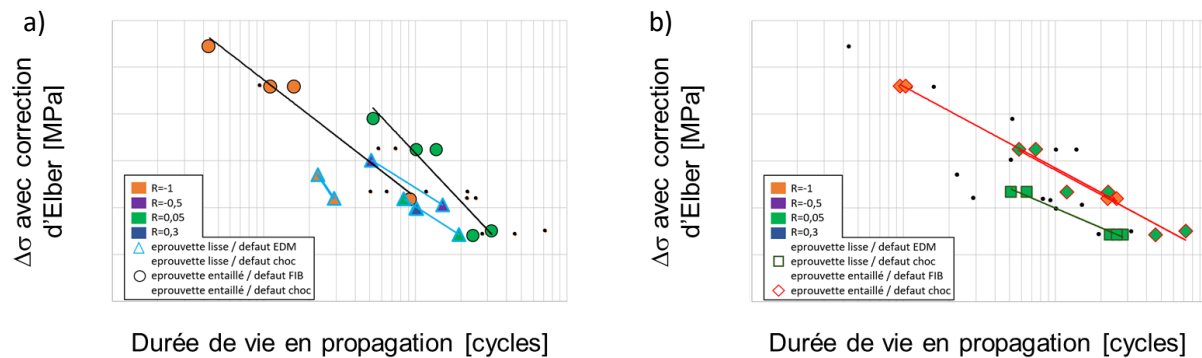 a)
Δσ avec correction
d'Elber [MPa]
R=-1
R=-0,5
R=0,05
R=0,3
eprouvette lisse / defaut EDM
eprouvette lisse / defaut choc
eprouvette entaillé / defaut FIB
eprouvette entaillé / defaut choc
Durée de vie en propagation [cycles]
b)
Δσ avec correction
d'Elber [MPa]
R=-1
R=-0,5
R=0,05
R=0,3
eprouvette lisse / defaut EDM
eprouvette lisse / defaut choc
eprouvette entaillé / defaut FIB
eprouvette entaillé / defaut choc
Durée de vie en propagation [cycles]